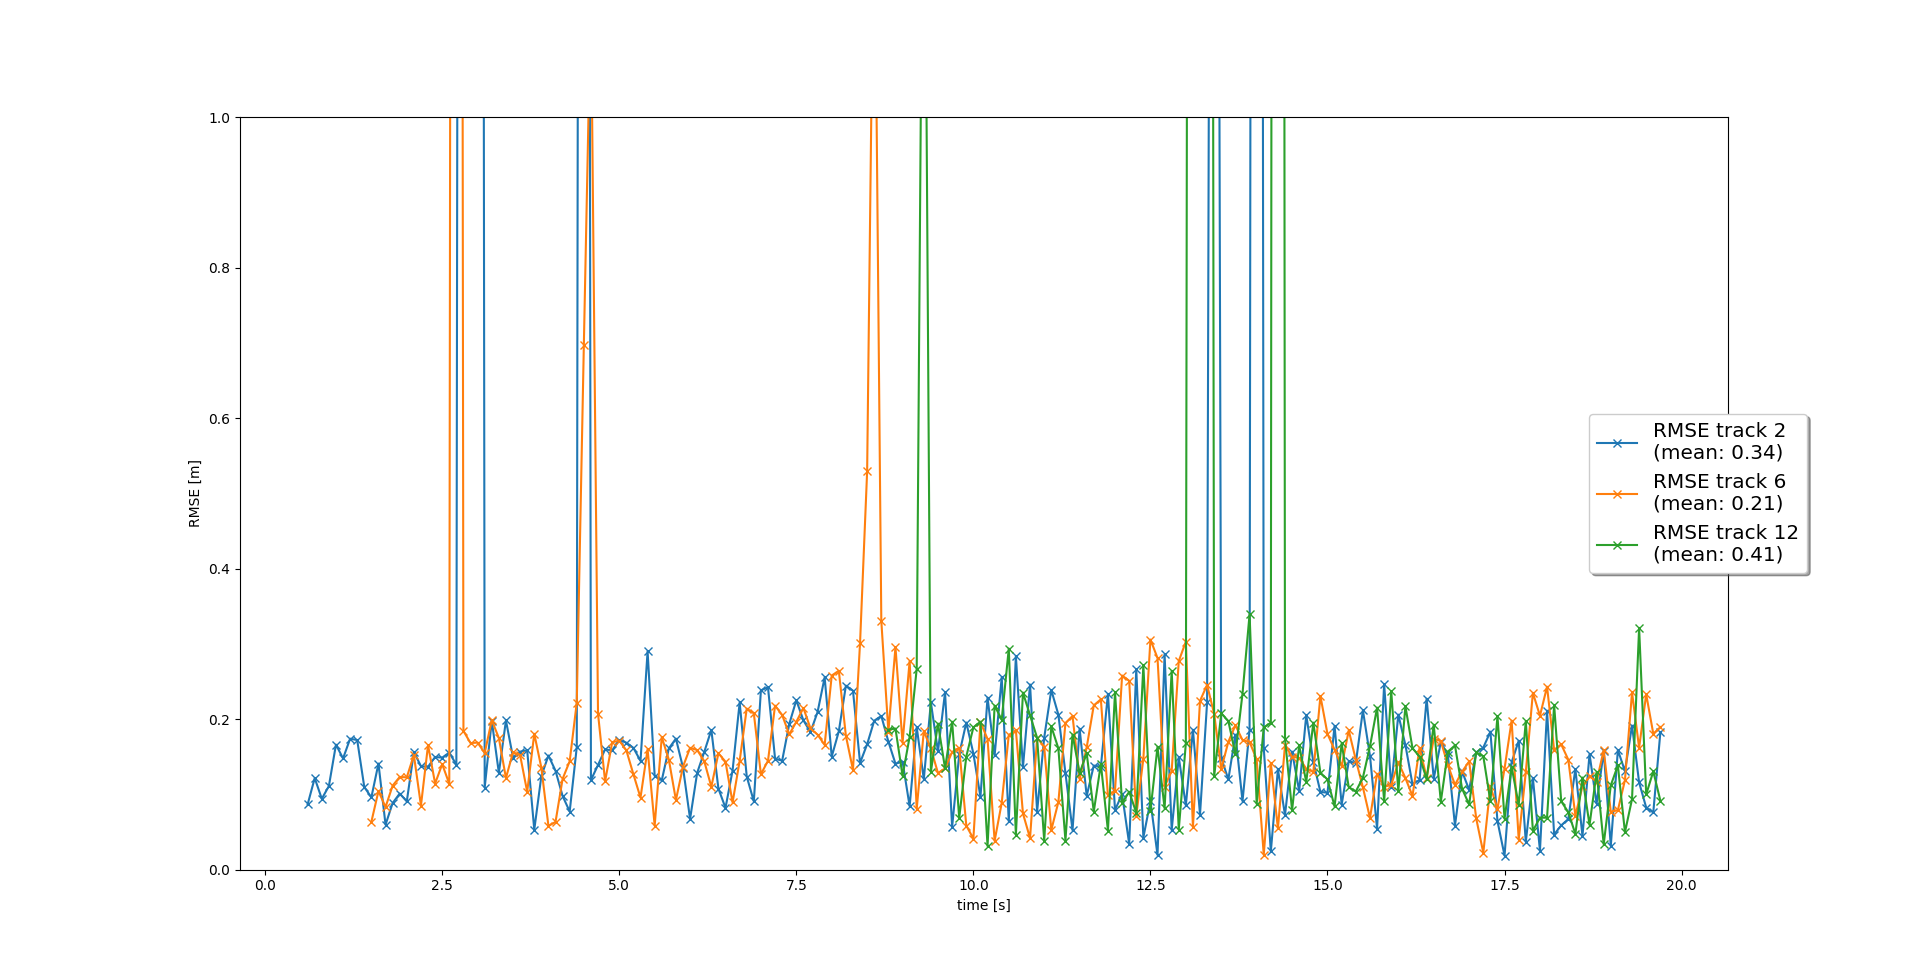 1.0
0.8
0.6
0.4
0.2
0.0
RMSE [m]
0.0 2.5 5.0 7.5 10.0 12.5 15.0 17.5 20.0
time [s]
RMSE track 2
(mean: 0.34)
RMSE track 6
(mean: 0.21)
RMSE track 12
(mean: 0.41)